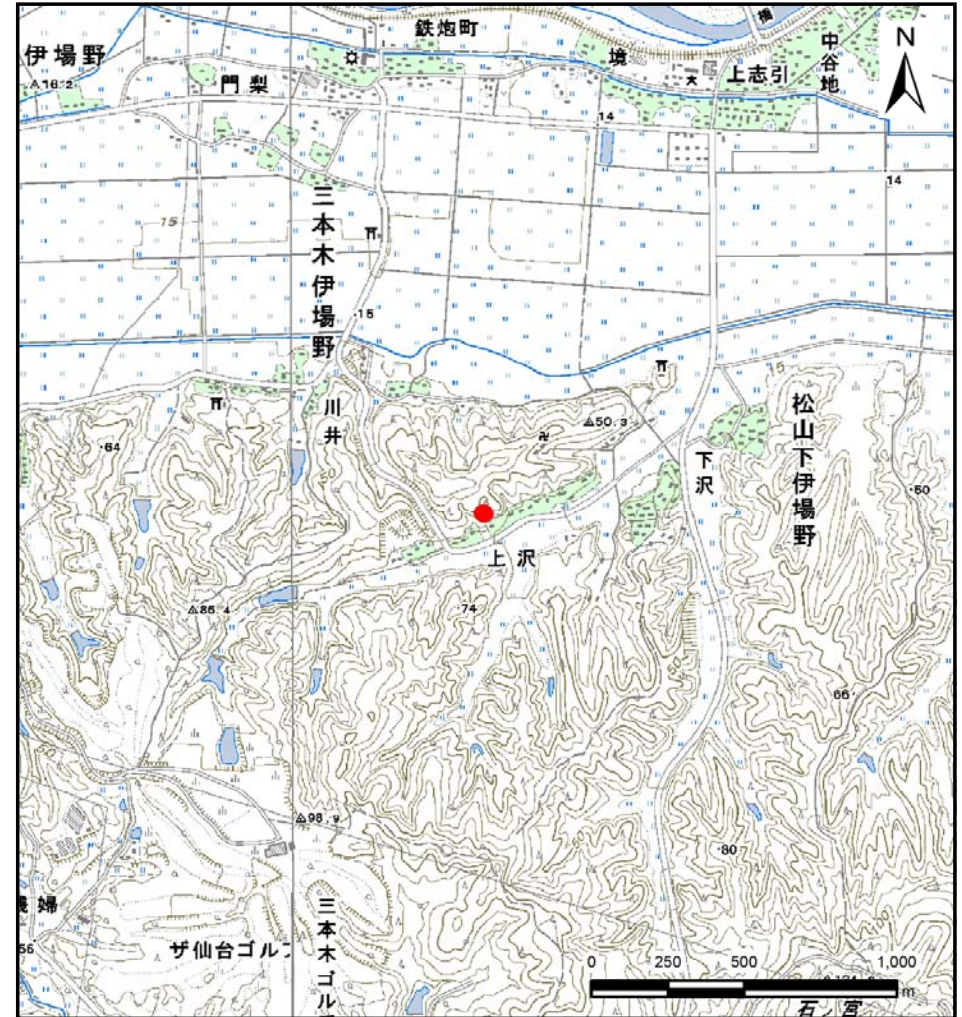 鉄炮町
伊場野
△16.2
門梨
境
上志引
中谷地
N
14
14
15
三本木伊場野
15
川井
64
△50.3
下沢
松山下伊場野
50
上沢
△86.4
74
66
△98.9
80
婦
56
ザ仙台ゴルフ
三本木ゴル
0 250 500 1,000
m
石ノ宮